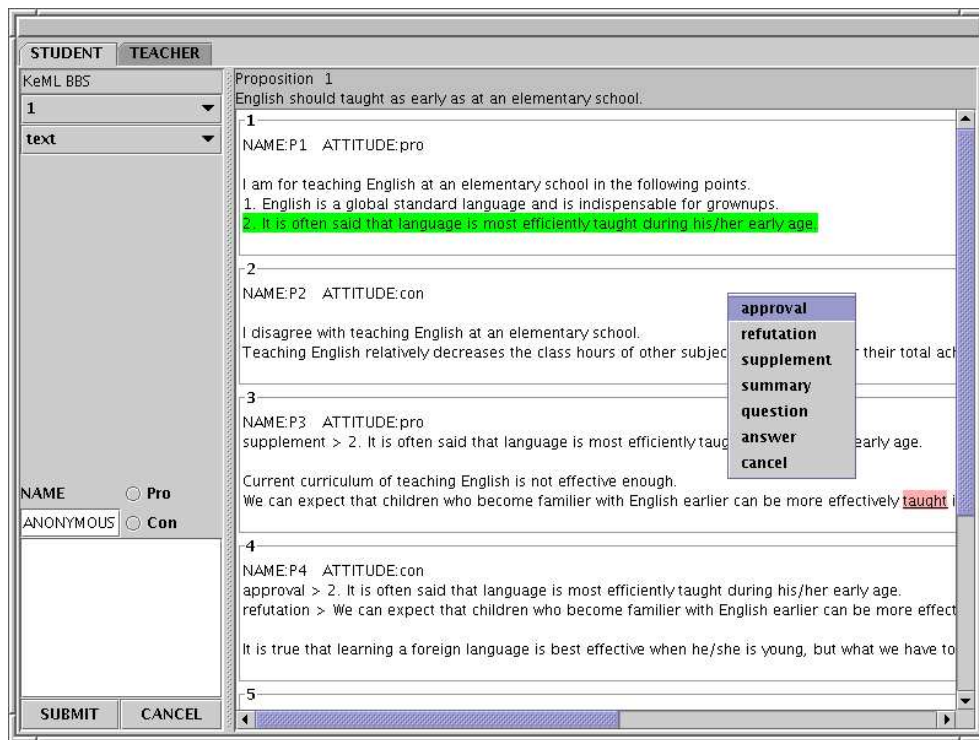 STUDENT TEACHER
KeML BBS
1
text
NAME Pro
ANONYMOUS Con
SUBMIT CANCEL
Proposition 1
English should taught as early as at an elementary school.
1
NAME:P1 ATTITUDE:pro
I am for teaching English at an elementary school in the following points.
1. English is a global standard language and is indispensable for grownups.
2. It is often said that language is most efficiently taught during his/her early age.
2
NAME:P2 ATTITUDE:con
I disagree with teaching English at an elementary school.
Teaching English relatively decreases the class hours of other subjec r their total ach
3
NAME:P3 ATTITUDE:pro
supplement > 2. It is often said that language is most efficiently taug early age.
Current curriculum of teaching English is not effective enough.
We can expect that children who become familier with English earlier can be more effectively taught i
4
NAME:P4 ATTITUDE:con
approval > 2. It is often said that language is most efficiently taught during his/her early age.
refutation > We can expect that children who become familier with English earlier can be more effect
It is true that learning a foreign language is best effective when he/she is young, but what we have to
5
approval
refutation
supplement
summary
question
answer
cancel